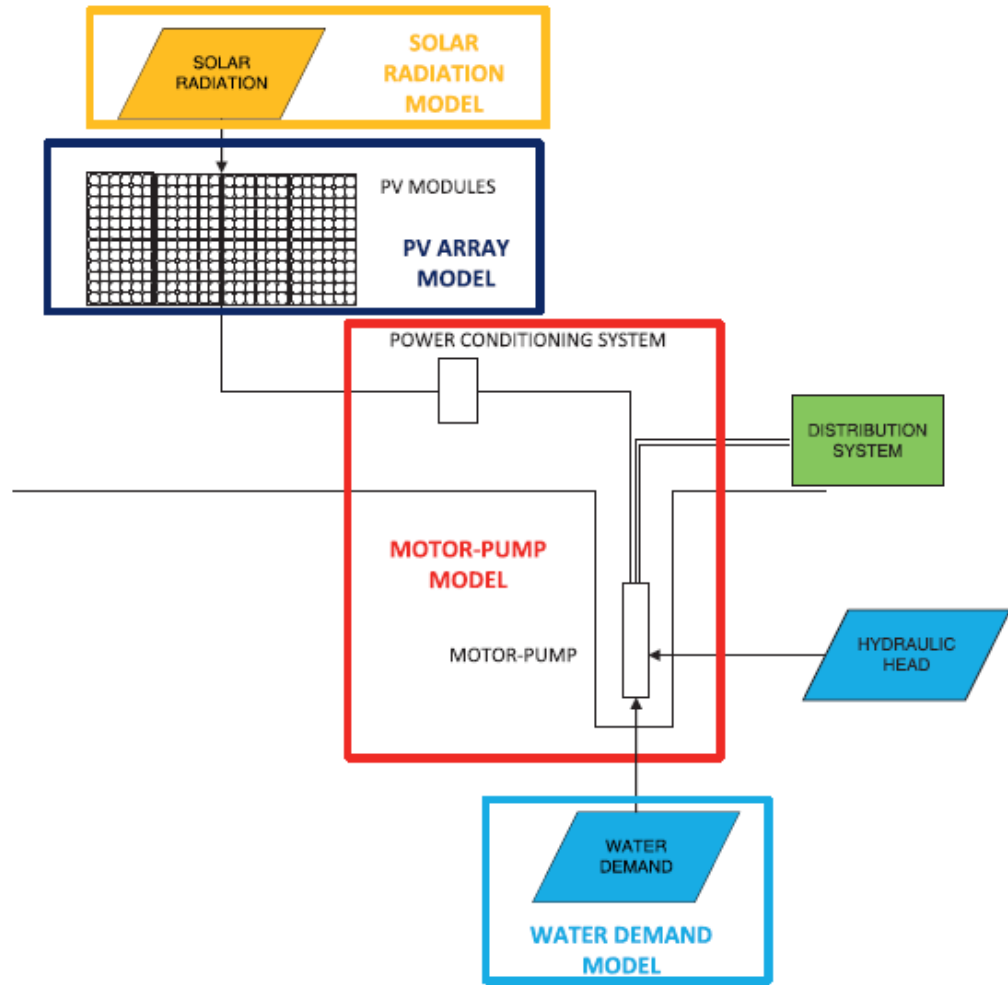 SOLAR
RADIATION
SOLAR
RADIATION
MODEL
PV MODULES
PV ARRAY
MODEL
POWER CONDITIONING SYSTEM
DISTRIBUTION
SYSTEM
MOTOR-PUMP
MODEL
MOTOR-PUMP
HYDRAULIC
HEAD
WATER
DEMAND
WATER DEMAND
MODEL